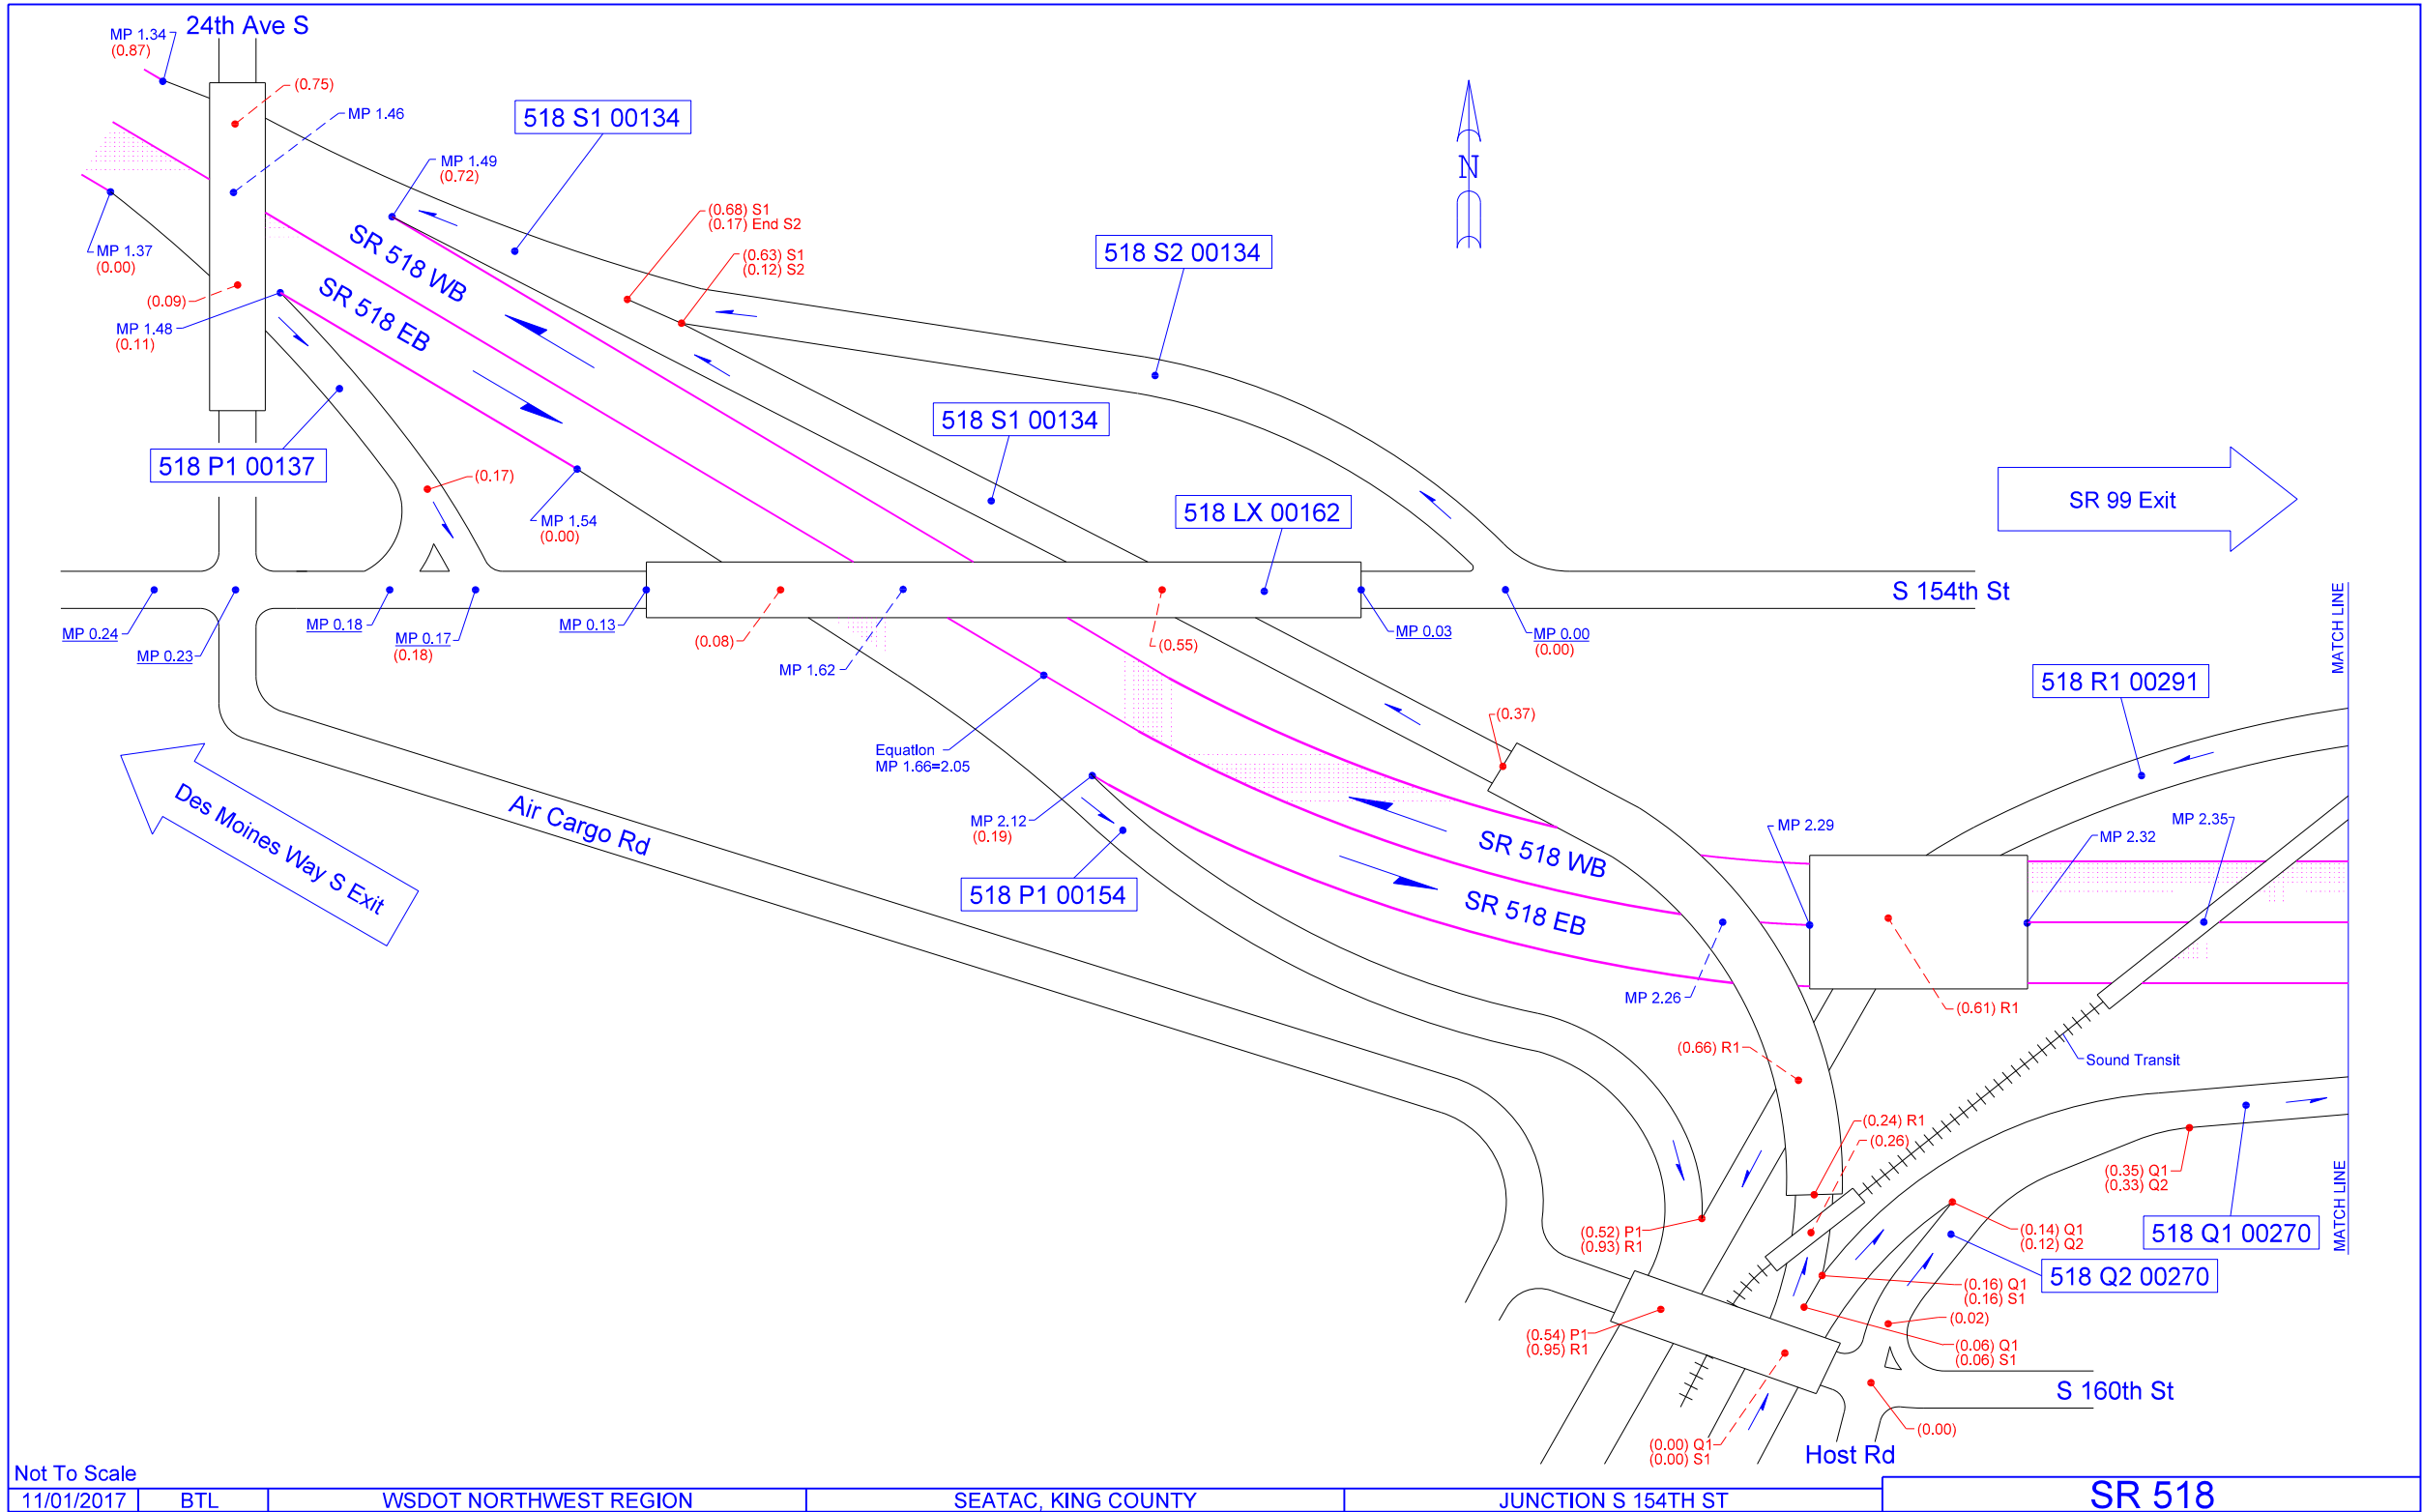 24th Ave S
MP 1.34
(0.87)
(0.75)
MP 1.46
518 S1 00134
MP 1.49
(0.72)
N
(0.68) S1
(0.17) End S2
518 S2 00134
MP 1.37
(0.00)
(0.63) S1
(0.12) S2
SR 518 WB
(0.09)
SR 518 EB
MP 1.48
(0.11)
518 S1 00134
518 P1 00137
(0.17)
SR 99 Exit
518 LX 00162
MP 1.54
(0.00)
S 154th St
MATCH LINE
MP 0.24
MP 0.23
MP 0.18
MP 0.17
(0.18)
MP 0.13
(0.08)
MP 1.62
(0.55)
MP 0.03
MP 0.00
(0.00)
518 R1 00291
(0.37)
Equation
MP 1.66=2.05
Des Moines Way S Exit
Air Cargo Rd
MP 2.12
(0.19)
SR 518 WB
MP 2.29
MP 2.35
MP 2.32
518 P1 00154
SR 518 EB
MP 2.26
(0.61) R1
(0.66) R1
Sound Transit
(0.24) R1
(0.26)
(0.35) Q1
(0.33) Q2
MATCH LINE
(0.52) P1
(0.93) R1
(0.14) Q1
(0.12) Q2
518 Q1 00270
518 Q2 00270
(0.16) Q1
(0.16) S1
(0.02)
(0.54) P1
(0.95) R1
(0.06) Q1
(0.06) S1
S 160th St
(0.00)
(0.00) Q1
(0.00) S1
Host Rd
Not To Scale
11/01/2017 BTL WSDOT NORTHWEST REGION SEATAC, KING COUNTY JUNCTION S 154TH ST SR 518